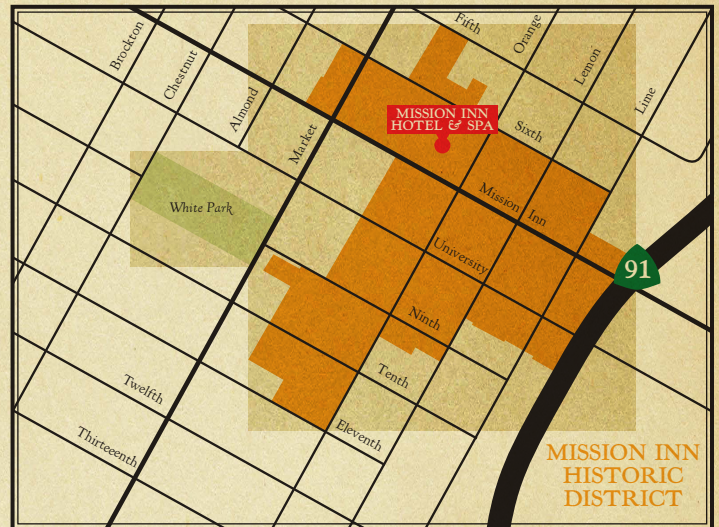 Fifth
Orange
Brockton
Chestnut
Lemon
Almond
Lime
MISSION INN
HOTEL & SPA
Sixth
Market
White Park
Mission Inn
University
91
Ninth
Tenth
Twelfth
Eleventh
Thirteeenth
MISSION INN
HISTORIC
DISTRICT